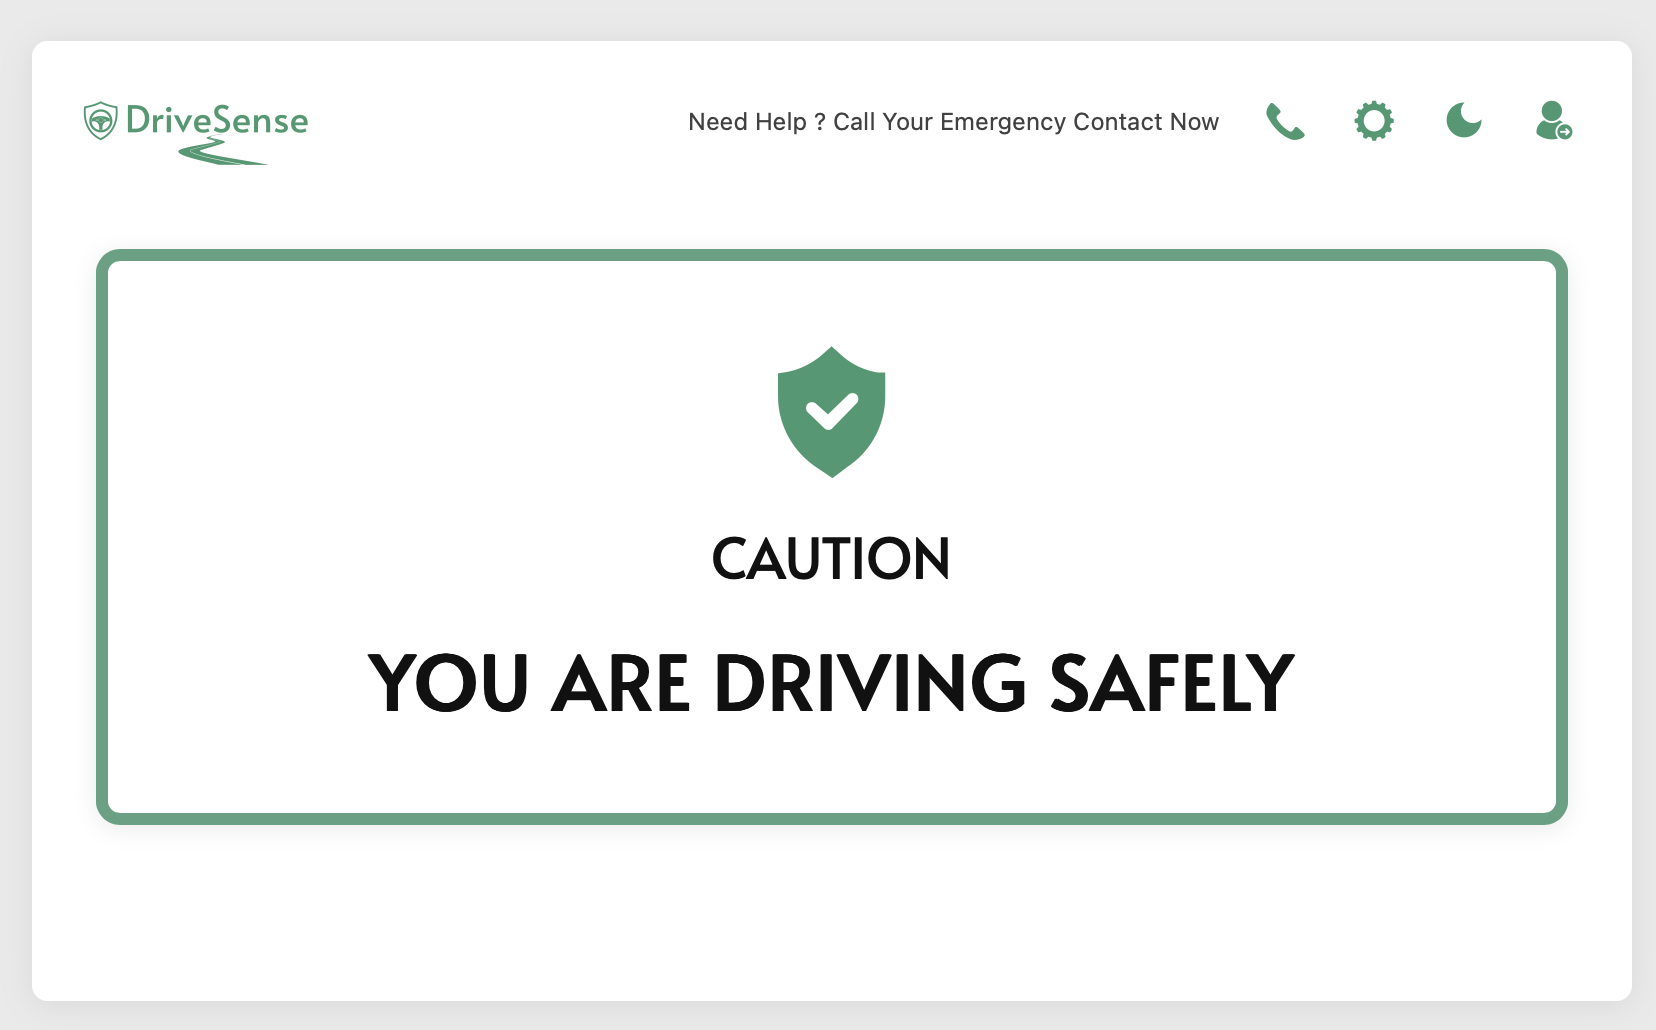 DriveSense
Need Help ? Call Your Emergency Contact Now
CAUTION
YOU ARE DRIVING SAFELY